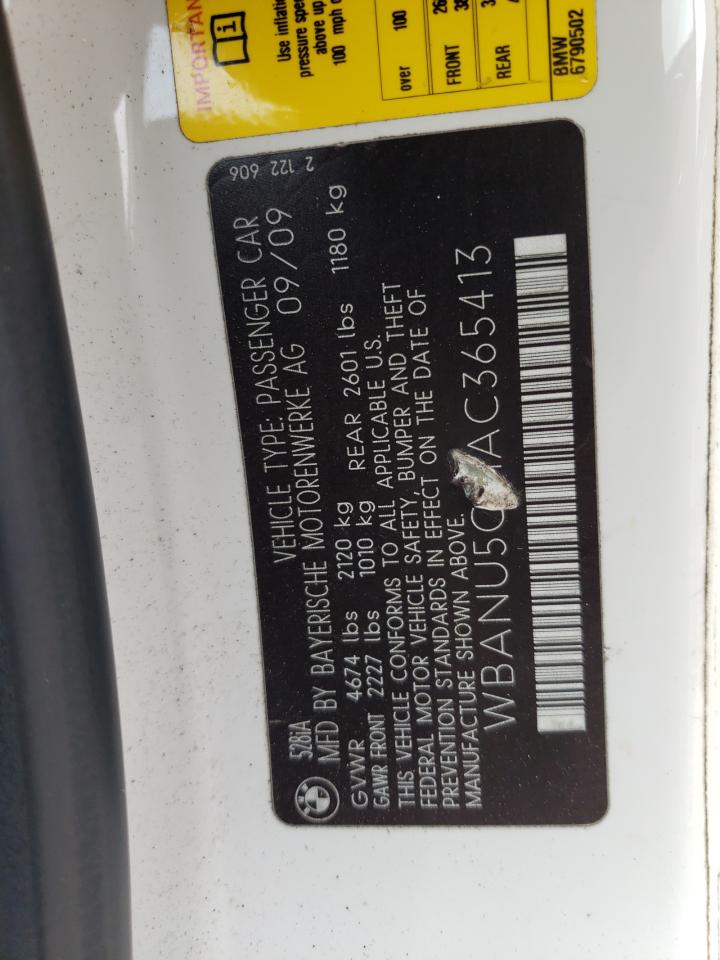 IMPORTAN
Use inflati
pressure spe
above up
100 mph o
over 100
FRONT
REAR
BMW
6790502
2 122 606
528iA
VEHICLE TYPE: PASSENGER CAR
MFD BY BAYERISCHE MOTORENWERKE AG 09/09
GVWR 4674 lbs 2120 kg
GAWR FRONT 2227 lbs 1010 kg REAR 2601 lbs 1180 kg
THIS VEHICLE CONFORMS TO ALL APPLICABLE U.S.
FEDERAL MOTOR VEHICLE SAFETY, BUMPER AND THEFT
PREVENTION STANDARDS IN EFFECT ON THE DATE OF
MANUFACTURE SHOWN ABOVE.
WBANU5 AC365413